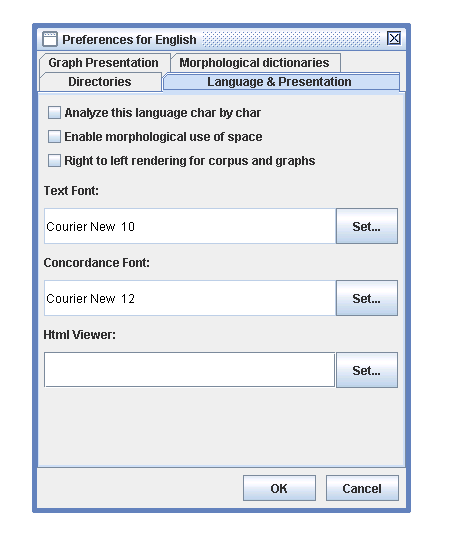 Preferences for English
Graph Presentation Morphological dictionaries
Directories Language & Presentation
Analyze this language char by char
Enable morphological use of space
Right to left rendering for corpus and graphs
Text Font:
Courier New 10 Set...
Concordance Font:
Courier New 12 Set...
Html Viewer:
Set...
OK Cancel